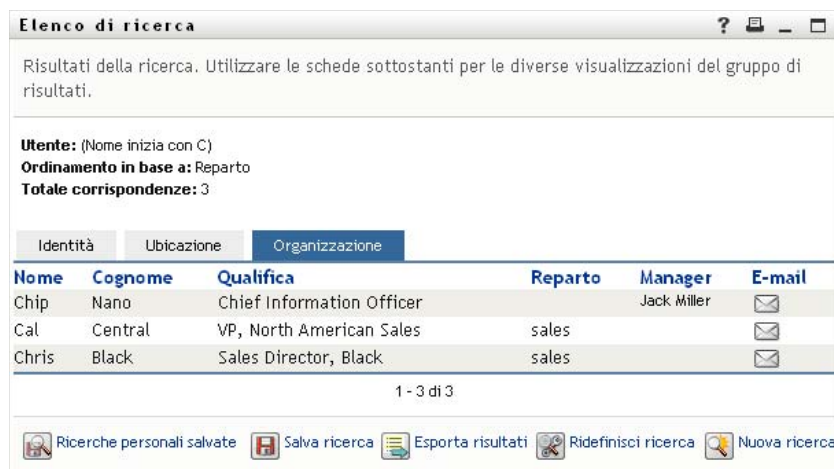 Elenco di ricerca ?
Risultati della ricerca. Utilizzare le schede sottostanti per le diverse visualizzazioni del gruppo di
risultati.
Utente: (Nome inizia con C)
Ordinamento in base a: Reparto
Totale corrispondenze: 3
Identità Ubicazione Organizzazione
Nome Cognome Qualifica Reparto Manager E-mail
Chip Nano Chief Information Officer Jack Miller
Cal Central VP, North American Sales sales
Chris Black Sales Director, Black sales
1 - 3 di 3
Ricerche personali salvate Salva ricerca Esporta risultati Ridefinisci ricerca Nuova ricerca